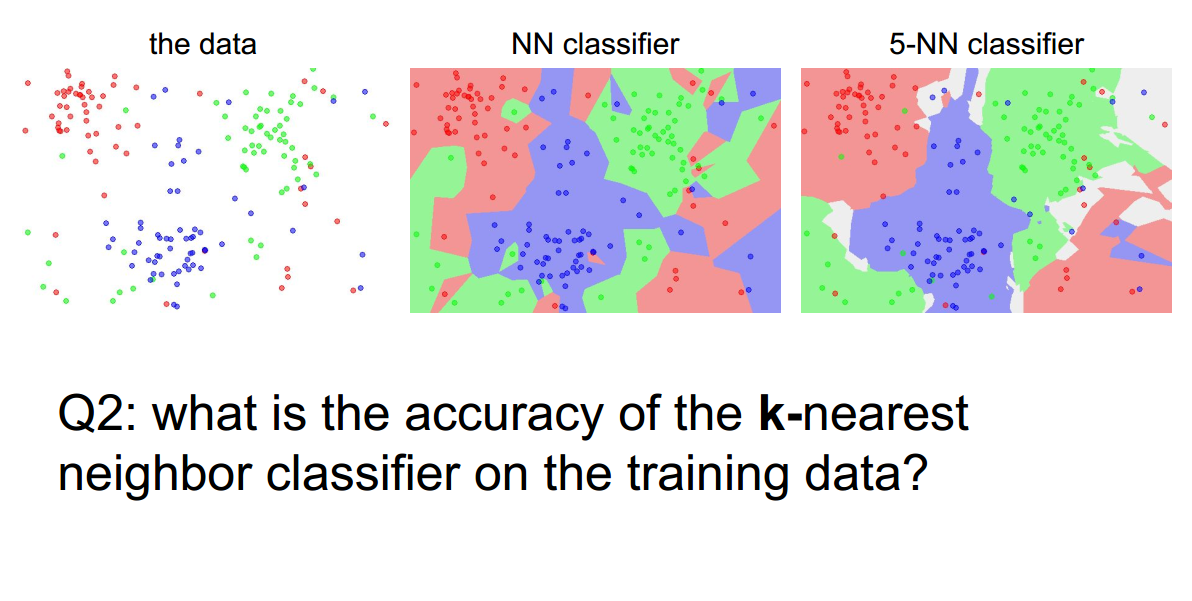 the data
NN classifier
5-NN classifier
Q2: what is the accuracy of the k-nearest
neighbor classifier on the training data?